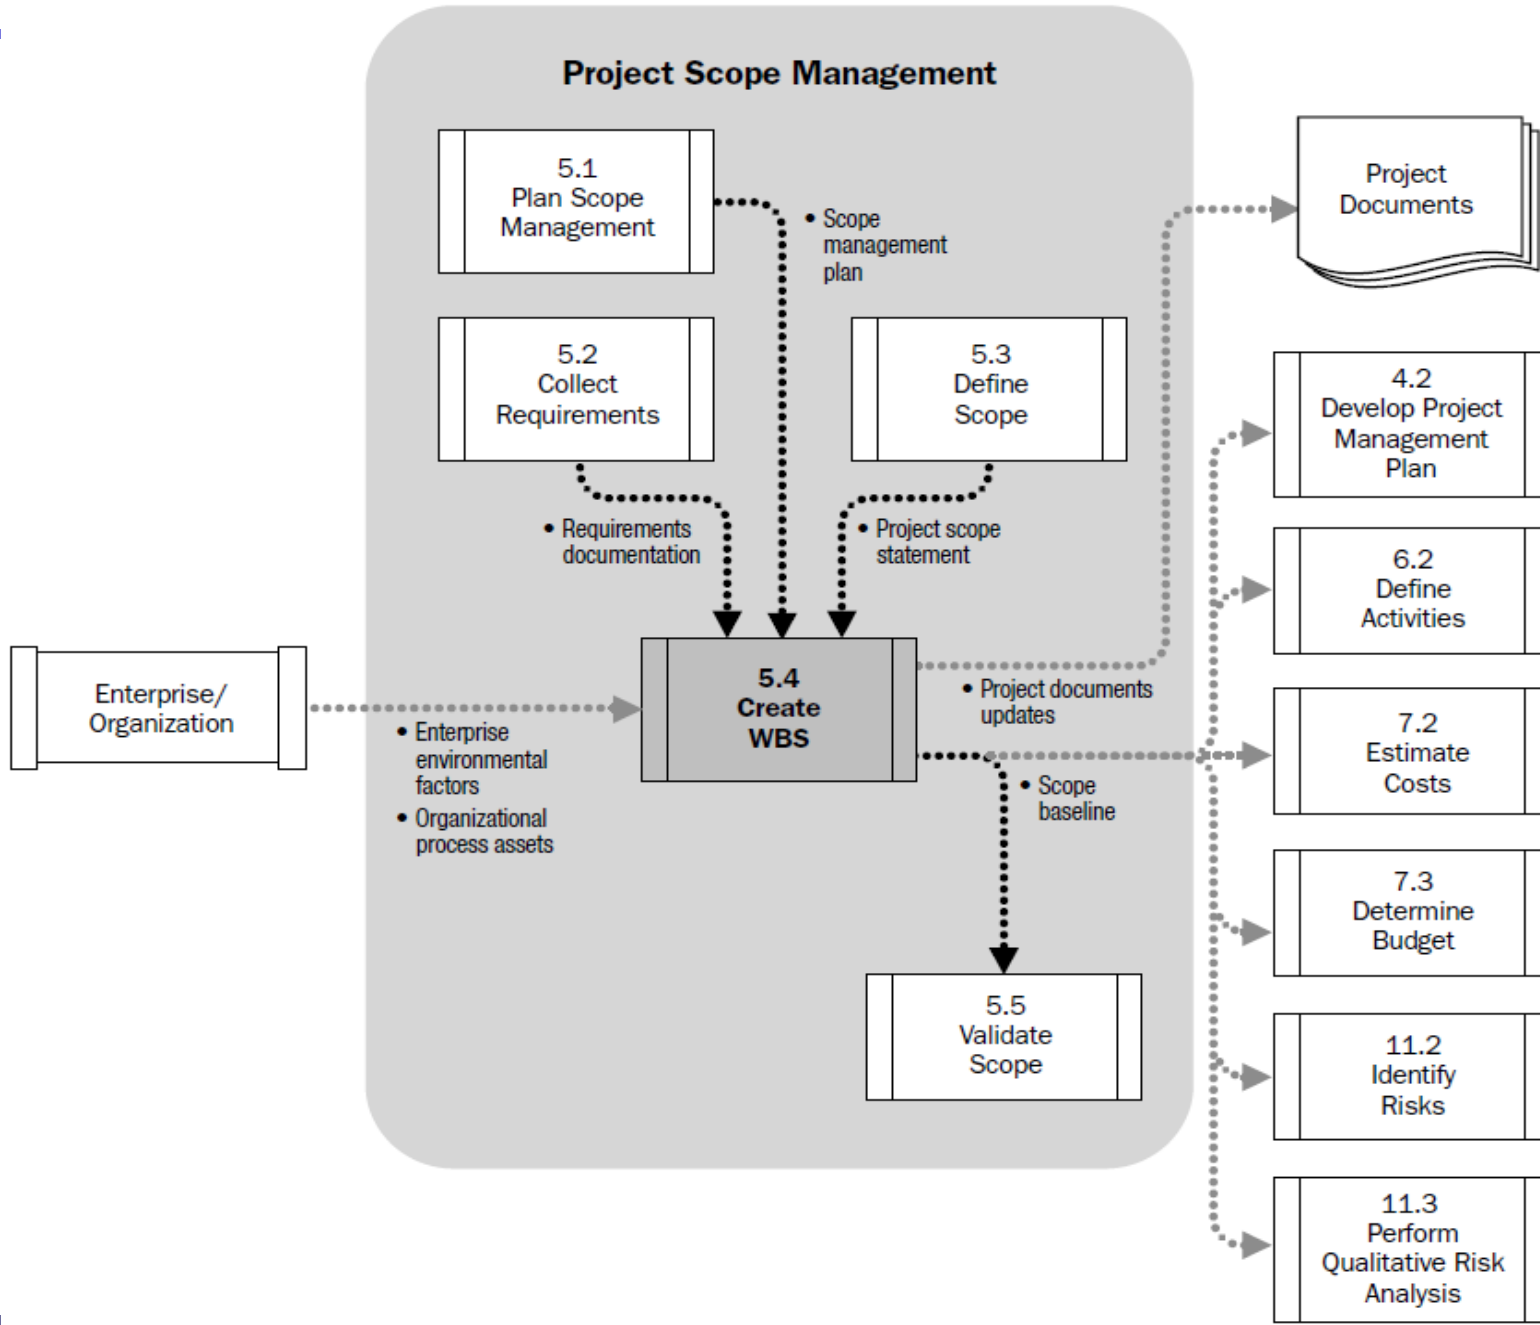 Project Scope Management
5.1
Plan Scope
Management
• Scope
management
plan
Project
Documents
5.2
Collect
Requirements
5.3
Define
Scope
4.2
Develop Project
Management
Plan
• Requirements
documentation
• Project scope
statement
6.2
Define
Activities
Enterprise/
Organization
5.4
Create
WBS
• Project documents
updates
• Enterprise
environmental
factors
• Organizational
process assets
• Scope
baseline
7.2
Estimate
Costs
7.3
Determine
Budget
5.5
Validate
Scope
11.2
Identify
Risks
11.3
Perform
Qualitative Risk
Analysis